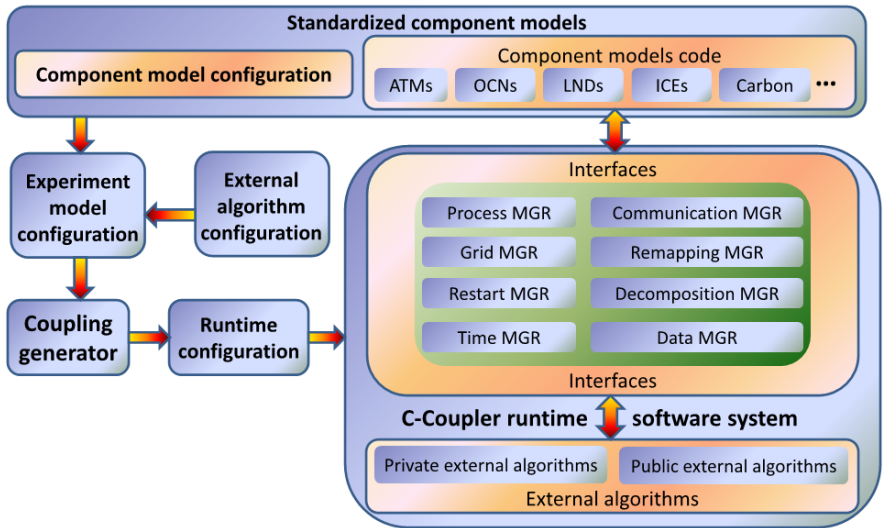 Standardized component models
Component model configuration
Component models code
ATMs
OCNs
LNDs
ICEs
Carbon
...
Experiment
model
configuration
External
algorithm
configuration
Coupling
generator
Runtime
configuration
Interfaces
Process MGR
Communication MGR
Grid MGR
Remapping MGR
Restart MGR
Decomposition MGR
Time MGR
Data MGR
Interfaces
C-Coupler runtime software system
Private external algorithms
Public external algorithms
External algorithms